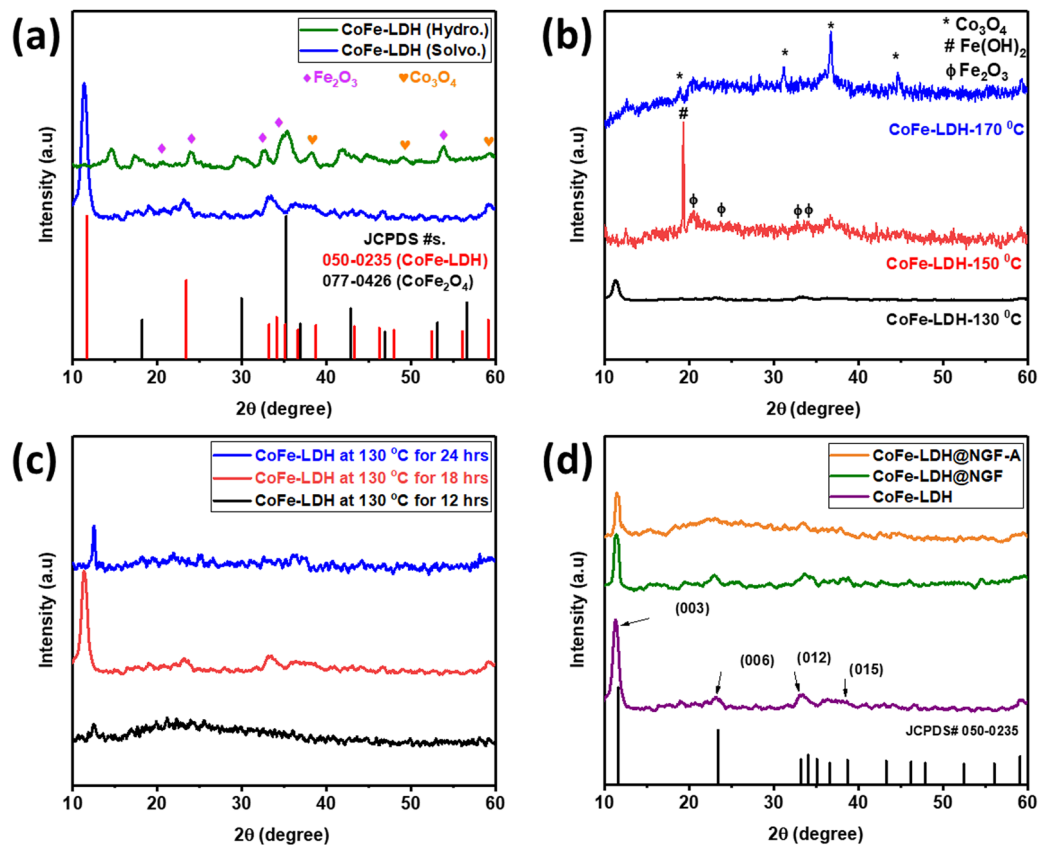 (a)
CoFe-LDH (Hydro.)
CoFe-LDH (Solvo.)
♦ Fe₂O₃ ♥ Co₃O₄
JCPDS #s.
050-0235 (CoFe-LDH)
077-0426 (CoFe₂O₄)
Intensity (a.u)
10 20 30 40 50 60
2θ (degree)
(b)
* Co₃O₄
# Fe(OH)₂
ϕ Fe₂O₃
* * * *
CoFe-LDH-170 ⁰C
#
ϕ ϕ ϕ ϕ
CoFe-LDH-150 ⁰C
CoFe-LDH-130 ⁰C
Intensity (a.u)
10 20 30 40 50 60
2θ (degree)
(c)
CoFe-LDH at 130 ⁰C for 24 hrs
CoFe-LDH at 130 ⁰C for 18 hrs
CoFe-LDH at 130 ⁰C for 12 hrs
Intensity (a.u)
10 20 30 40 50 60
2θ (degree)
(d)
CoFe-LDH@NGF-A
CoFe-LDH@NGF
CoFe-LDH
(003)
(006) (012) (015)
JCPDS# 050-0235
Intensity (a.u)
10 20 30 40 50 60
2θ (degree)